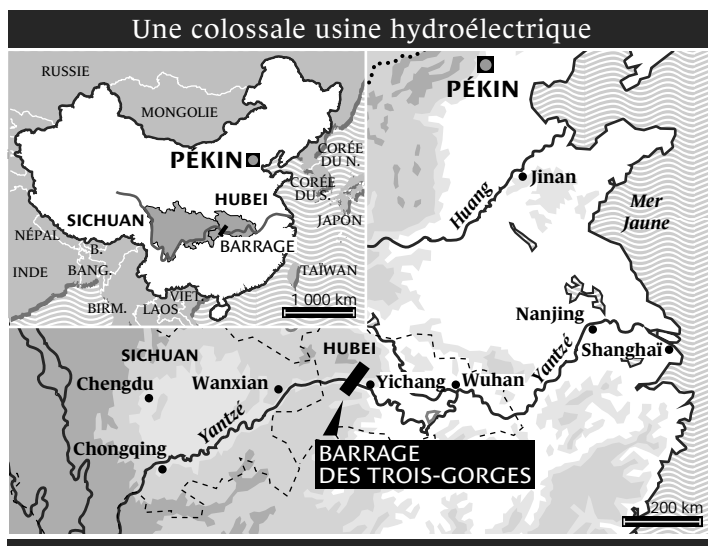 Une colossale usine hydroélectrique
RUSSIE
MONGOLIE
PÉKIN
CORÉE
DU N.
CORÉE
DU S.
JAPON
HUBEI
SICHUAN
BARRAGE
NÉPAL
B.
INDE
BANG.
BIRM.
LAOS
VIET.
TAÏWAN
1 000 km
PÉKIN
Jinan
Huang
Mer
Jaune
Nanjing
Yantzé
Shanghaï
SICHUAN
HUBEI
Chengdu
Wanxian
Yichang
Wuhan
Yantzé
Chongqing
BARRAGE
DES TROIS-GORGES
200 km